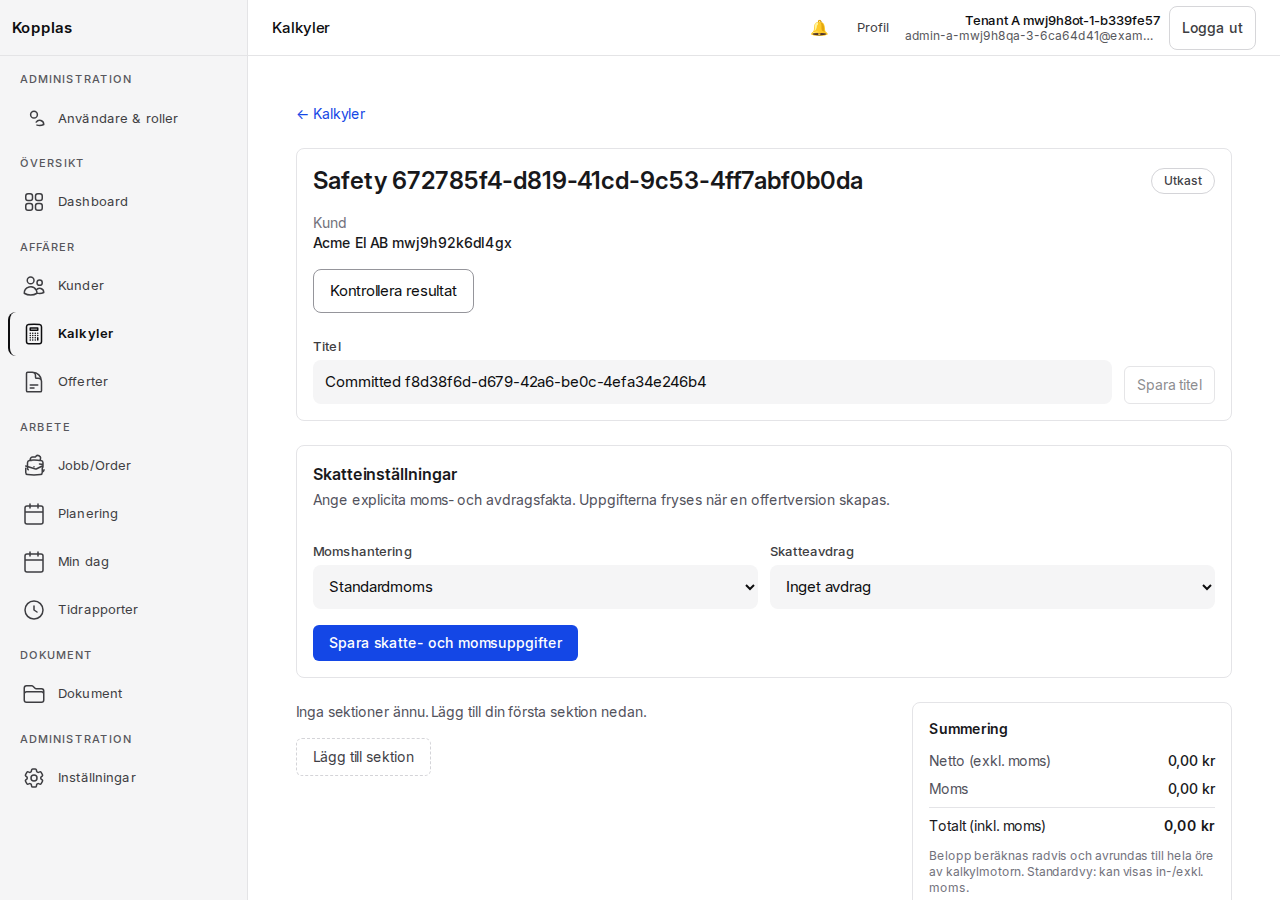 Kopplas
Kalkyler
🔔
Profil
Tenant A mwj9h8ot-1-b339fe57
admin-a-mwj9h8qa-3-6ca64d41@exam...
Logga ut
ADMINISTRATION
Användare & roller
ÖVERSIKT
Dashboard
AFFÄRER
Kunder
Kalkyler
Offerter
ARBETE
Jobb/Order
Planering
Min dag
Tidrapporter
DOKUMENT
Dokument
ADMINISTRATION
Inställningar
← Kalkyler
Safety 672785f4-d819-41cd-9c53-4ff7abf0b0da
Utkast
Kund
Acme El AB mwj9h92k6dl4gx
Kontrollera resultat
Titel
Committed f8d38f6d-d679-42a6-be0c-4efa34e246b4
Spara titel
Skatteinställningar
Ange explicita moms- och avdragsfakta. Uppgifterna fryses när en offertversion skapas.
Momshantering
Skatteavdrag
Standardmoms
Inget avdrag
Spara skatte- och momsuppgifter
Inga sektioner ännu. Lägg till din första sektion nedan.
Lägg till sektion
Summering
Netto (exkl. moms) 0,00 kr
Moms 0,00 kr
Totalt (inkl. moms) 0,00 kr
Belopp beräknas radvis och avrundas till hela öre
av kalkylmotorn. Standardvy: kan visas in-/exkl.
moms.